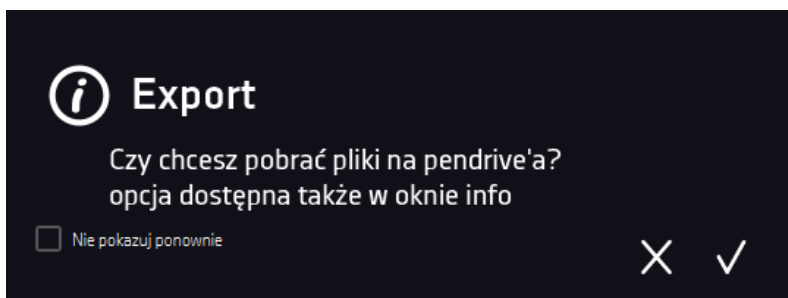 Export
Czy chcesz pobrać pliki na pendrive'a?
opcja dostępna także w oknie info
Nie pokazuj ponownie